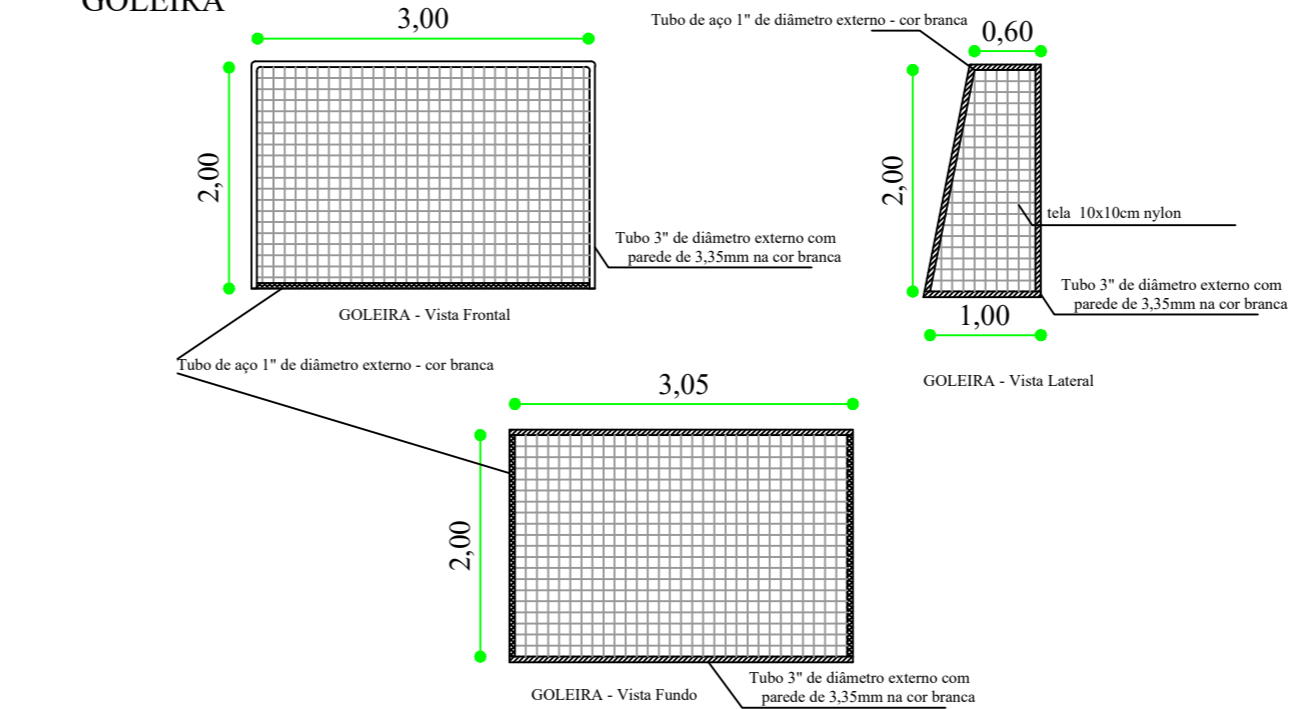 GOLEIRA
3,00
2,00
Tubo 3" de diâmetro externo com
parede de 3,35mm na cor branca
GOLEIRA - Vista Frontal
Tubo de aço 1" de diâmetro externo - cor branca
Tubo de aço 1" de diâmetro externo - cor branca
0,60
2,00
tela 10x10cm nylon
Tubo 3" de diâmetro externo com
parede de 3,35mm na cor branca
1,00
GOLEIRA - Vista Lateral
3,05
2,00
GOLEIRA - Vista Fundo
Tubo 3" de diâmetro externo com
parede de 3,35mm na cor branca